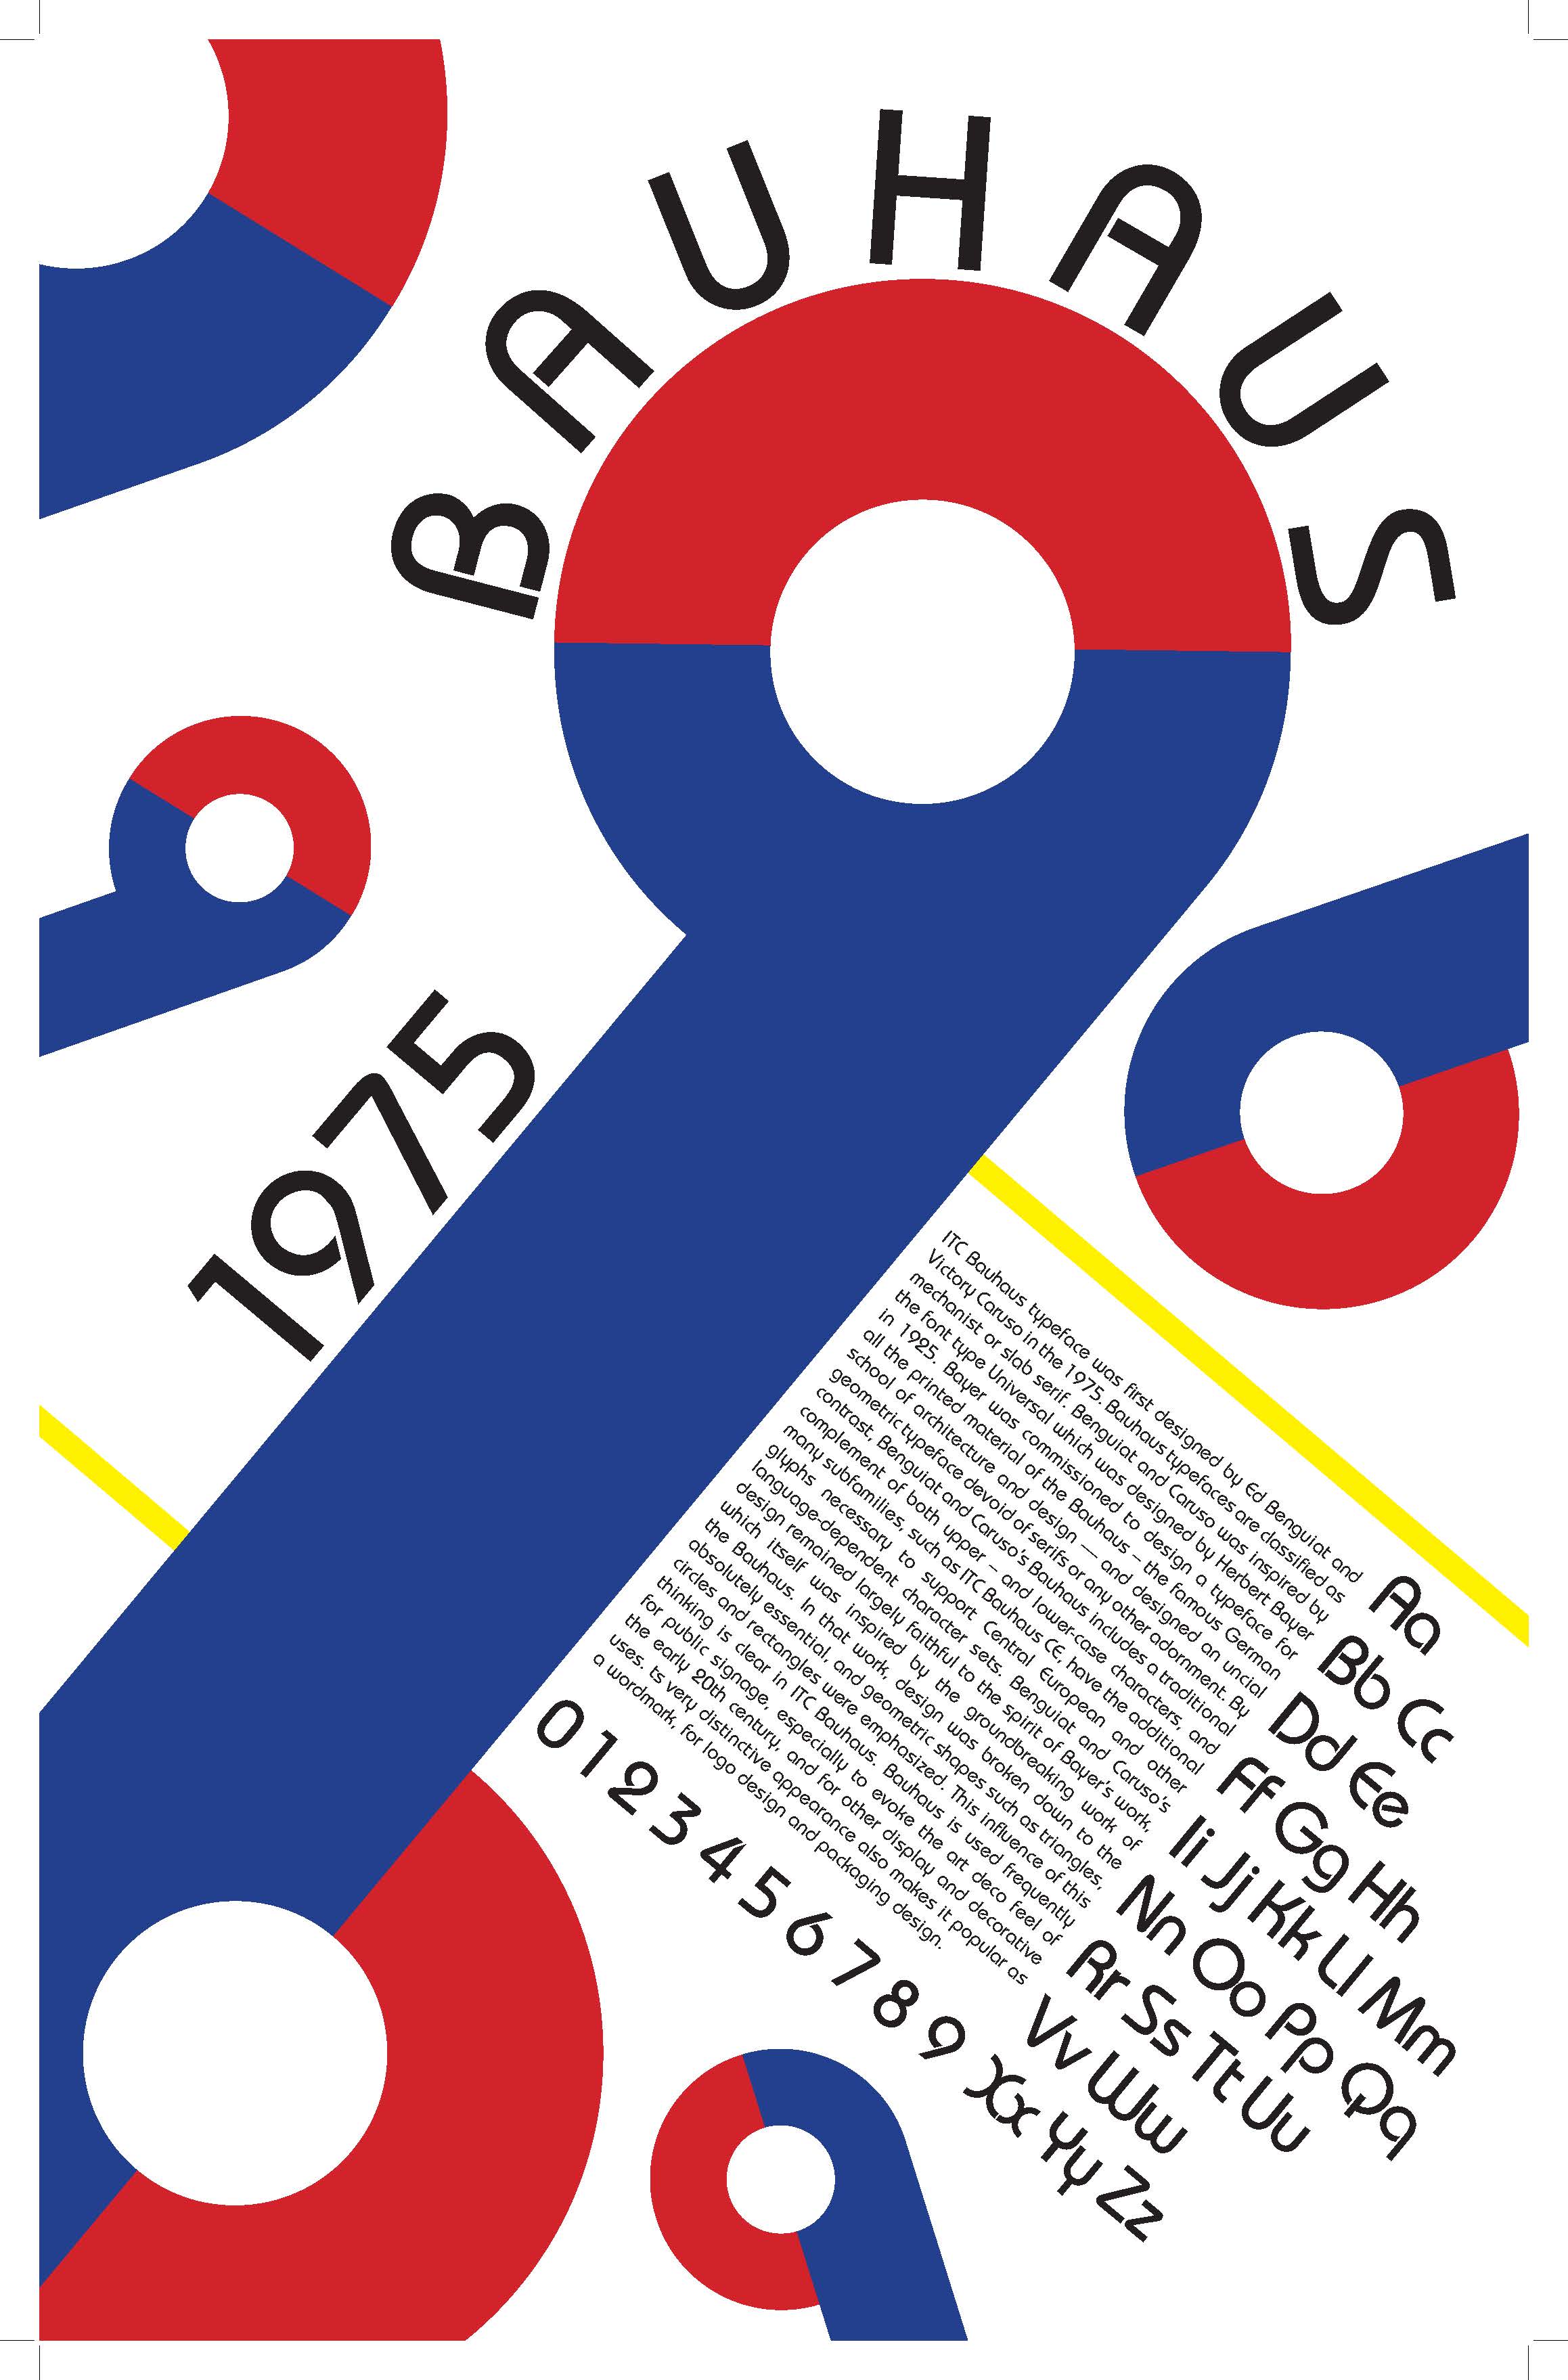 BAUHAUS
1975
ITC Bauhaus typeface was first designed by Ed Benguiat and
Victory Caruso in the 1975. Bauhaus typefaces are classified as
mechanist or slab serif. Benguiat and Caruso was inspired by
the font type Universal which was designed by Herbert Bayer
in 1925. Bayer was commissioned to design a typeface for
all the printed material of the Bauhaus – the famous German
school of architecture and design — and designed an uncial
geometric typeface devoid of serifs or any other adornment. By
contrast, Benguiat and Caruso's Bauhaus includes a traditional
complement of both upper – and lower-case characters, and
many subfamilies, such as ITC Bauhaus CE, have the additional
glyphs necessary to support Central European and other
language-dependent character sets. Benguiat and Caruso's
design remained largely faithful to the spirit of Bayer's work,
which itself was inspired by the groundbreaking work of
the Bauhaus. In that work, design was broken down to the
absolutely essential, and geometric shapes such as triangles,
circles and rectangles were emphasized. This influence of this
thinking is clear in ITC Bauhaus. Bauhaus is used frequently
for public signage, especially to evoke the art deco feel of
the early 20th century, and for other display and decorative
uses. ts very distinctive appearance also makes it popular as
a wordmark, for logo design and packaging design.
0 1 2 3 4 5 6 7 8 9
Aa
Bb Cc
Dd Ee
Ff Gg Hh
Ii Jj Kk Ll Mm
Nn Oo Pp Qq
Rr Ss Tt Uu
Vv Ww
Xx Yy Zz